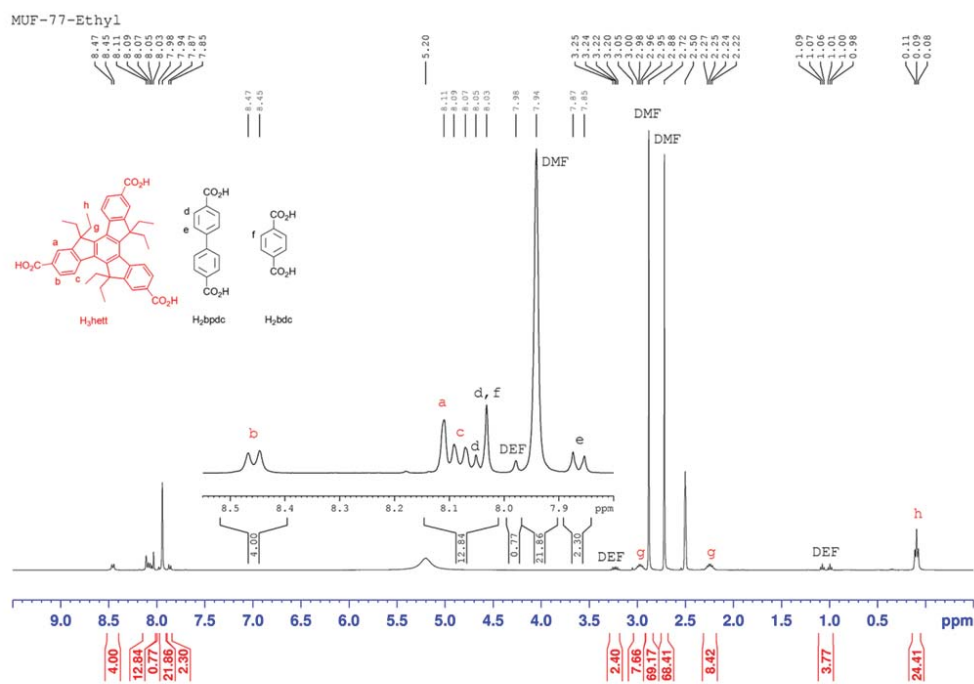 MUF-77-Ethyl
8.47 8.45 8.11 8.09 8.07 8.05 8.03 7.98 7.94 7.87 7.85 5.20 3.25 3.24 3.22 3.20 3.05 3.00 2.98 2.96 2.95 2.88 2.72 2.50 2.27 2.25 2.24 2.22 1.09 1.07 1.06 1.01 1.00 0.98 0.11 0.09 0.08
8.47 8.45 8.11 8.09 8.07 8.05 8.03 7.98 7.94 7.87 7.85
DMF
DMF
DMF
CO2H
h
g
a
HO2C
b
c
CO2H
H3hett
CO2H
d
e
CO2H
H2bpdc
CO2H
f
CO2H
H2bdc
b
a
c
d
d,f
DEF
e
8.5 8.4 8.3 8.2 8.1 8.0 7.9 ppm
4.00 12.84 0.77 21.86 2.30
DEF
g
g
DEF
h
9.0 8.5 8.0 7.5 7.0 6.5 6.0 5.5 5.0 4.5 4.0 3.5 3.0 2.5 2.0 1.5 1.0 0.5 ppm
4.00 12.84 0.77 21.86 2.30 2.40 7.66 69.17 68.41 8.42 3.77 24.41